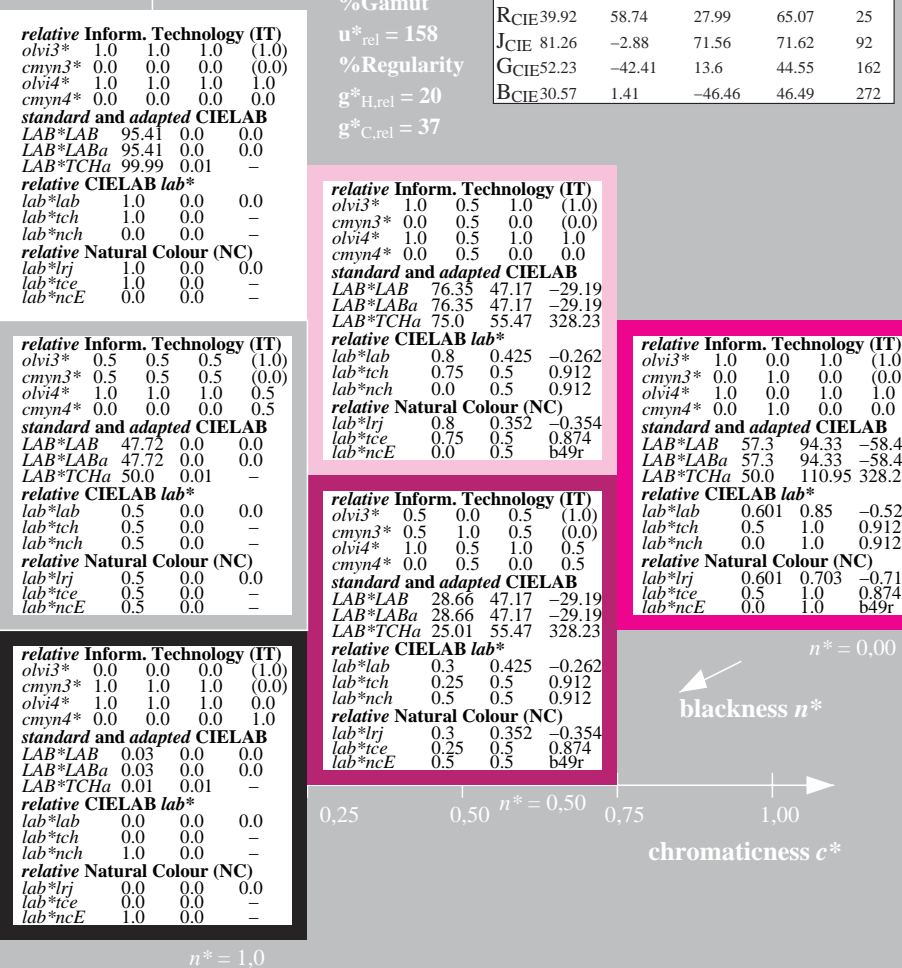 %Gamut
u*rel = 158
%Regularity
g*H,rel = 20
g*C,rel = 37
RCIE 39.92 58.74 27.99 65.07 25
JCIE 81.26 −2.88 71.56 71.62 92
GCIE 52.23 −42.41 13.6 44.55 162
BCIE 30.57 1.41 −46.46 46.49 272
relative Inform. Technology (IT)
olvi3* 1.0 1.0 1.0 (1.0)
cmyn3* 0.0 0.0 0.0 (0.0)
olvi4* 1.0 1.0 1.0 1.0
cmyn4* 0.0 0.0 0.0 0.0
standard and adapted CIELAB
LAB*LAB 95.41 0.0 0.0
LAB*LABa 95.41 0.0 0.0
LAB*TCHa 99.99 0.01 –
relative CIELAB lab*
lab*lab 1.0 0.0 0.0
lab*tch 1.0 0.0 –
lab*nch 0.0 0.0 –
relative Natural Colour (NC)
lab*lrj 1.0 0.0 0.0
lab*tce 1.0 0.0 –
lab*ncE 0.0 0.0 –
relative Inform. Technology (IT)
olvi3* 1.0 0.5 1.0 (1.0)
cmyn3* 0.0 0.5 0.0 (0.0)
olvi4* 1.0 0.5 1.0 1.0
cmyn4* 0.0 0.5 0.0 0.0
standard and adapted CIELAB
LAB*LAB 76.35 47.17 −29.19
LAB*LABa 76.35 47.17 −29.19
LAB*TCHa 75.0 55.47 328.23
relative CIELAB lab*
lab*lab 0.8 0.425 −0.262
lab*tch 0.75 0.5 0.912
lab*nch 0.0 0.5 0.912
relative Natural Colour (NC)
lab*lrj 0.8 0.352 −0.354
lab*tce 0.75 0.5 0.874
lab*ncE 0.0 0.5 b49r
relative Inform. Technology (IT)
olvi3* 0.5 0.5 0.5 (1.0)
cmyn3* 0.5 0.5 0.5 (0.0)
olvi4* 1.0 1.0 1.0 0.5
cmyn4* 0.0 0.0 0.0 0.5
standard and adapted CIELAB
LAB*LAB 47.72 0.0 0.0
LAB*LABa 47.72 0.0 0.0
LAB*TCHa 50.0 0.01 –
relative CIELAB lab*
lab*lab 0.5 0.0 0.0
lab*tch 0.5 0.0 –
lab*nch 0.5 0.0 –
relative Natural Colour (NC)
lab*lrj 0.5 0.0 0.0
lab*tce 0.5 0.0 –
lab*ncE 0.5 0.0 –
relative Inform. Technology (IT)
olvi3* 1.0 0.0 1.0 (1.0
cmyn3* 0.0 1.0 0.0 (0.0
olvi4* 1.0 0.0 1.0 1.0
cmyn4* 0.0 1.0 0.0 0.0
standard and adapted CIELAB
LAB*LAB 57.3 94.33 −58.4
LAB*LABa 57.3 94.33 −58.4
LAB*TCHa 50.0 110.95 328.2
relative CIELAB lab*
lab*lab 0.601 0.85 −0.52
lab*tch 0.5 1.0 0.912
lab*nch 0.0 1.0 0.912
relative Natural Colour (NC)
lab*lrj 0.601 0.703 −0.71
lab*tce 0.5 1.0 0.874
lab*ncE 0.0 1.0 b49r
relative Inform. Technology (IT)
olvi3* 0.5 0.0 0.5 (1.0)
cmyn3* 0.5 1.0 0.5 (0.0)
olvi4* 1.0 0.5 1.0 0.5
cmyn4* 0.0 0.5 0.0 0.5
standard and adapted CIELAB
LAB*LAB 28.66 47.17 −29.19
LAB*LABa 28.66 47.17 −29.19
LAB*TCHa 25.01 55.47 328.23
relative CIELAB lab*
lab*lab 0.3 0.425 −0.262
lab*tch 0.25 0.5 0.912
lab*nch 0.5 0.5 0.912
relative Natural Colour (NC)
lab*lrj 0.3 0.352 −0.354
lab*tce 0.25 0.5 0.874
lab*ncE 0.5 0.5 b49r
relative Inform. Technology (IT)
olvi3* 0.0 0.0 0.0 (1.0)
cmyn3* 1.0 1.0 1.0 (0.0)
olvi4* 1.0 1.0 1.0 0.0
cmyn4* 0.0 0.0 0.0 1.0
standard and adapted CIELAB
LAB*LAB 0.03 0.0 0.0
LAB*LABa 0.03 0.0 0.0
LAB*TCHa 0.01 0.01 –
relative CIELAB lab*
lab*lab 0.0 0.0 0.0
lab*tch 0.0 0.0 –
lab*nch 1.0 0.0 –
relative Natural Colour (NC)
lab*lrj 0.0 0.0 0.0
lab*tce 0.0 0.0 –
lab*ncE 1.0 0.0 –
n* = 0,00
blackness n*
n* = 0,50
0,25 0,50 0,75 1,00
chromaticness c*
n* = 1,0